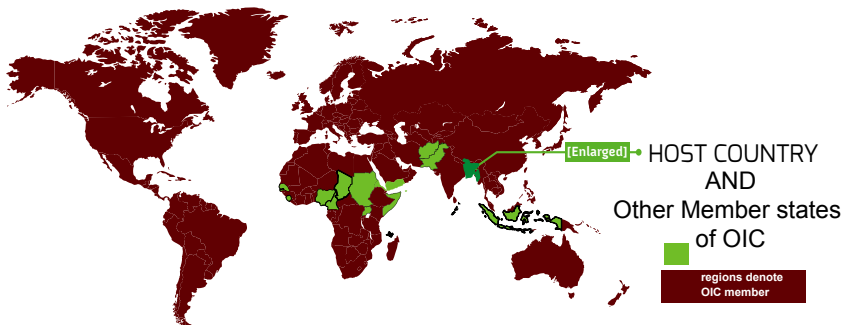 [Enlarged]
HOST COUNTRY
AND
Other Member states
of OIC
regions denote
OIC member